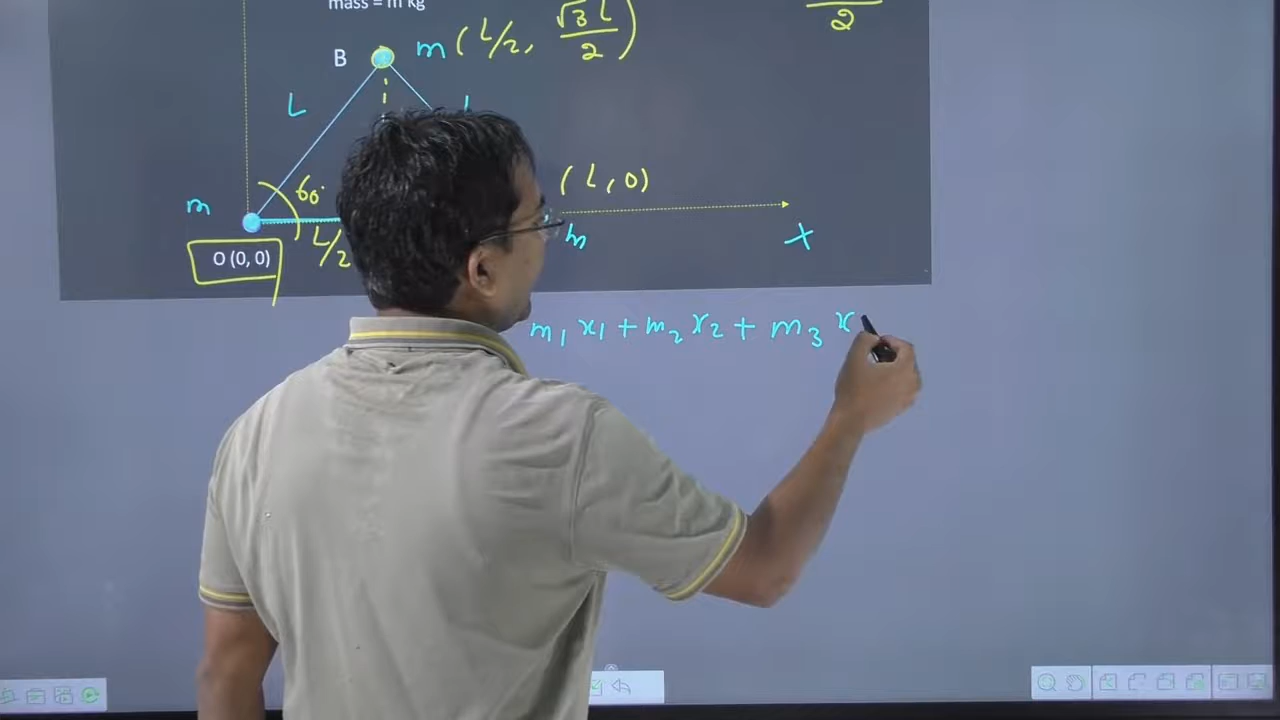 mass = m kg
√3 L
B m (L/2, 2 ) 2
L
(L, 0)
60°
m
L/2 m X
O (0, 0)
m₁ x₁ + m₂ x₂ + m₃ x